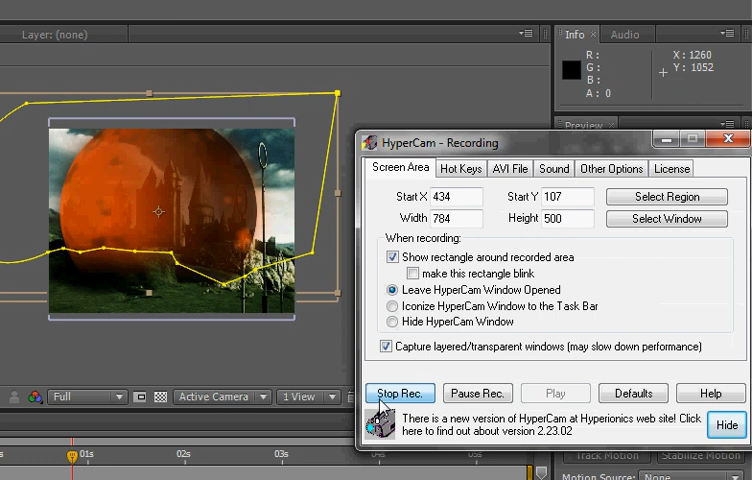 Layer: (none)
Info
Audio
R :
G :
B :
A : 0
X : 1260
Y : 1052
Preview
HyperCam - Recording
Screen Area
Hot Keys
AVI File
Sound
Other Options
License
Start X 434
Start Y 107
Select Region
Width 784
Height 500
Select Window
When recording:
Show rectangle around recorded area
make this rectangle blink
Leave HyperCam Window Opened
Iconize HyperCam Window to the Task Bar
Hide HyperCam Window
Capture layered/transparent windows (may slow down performance)
Stop Rec.
Pause Rec.
Play
Defaults
Help
There is a new version of HyperCam at Hyperionics web site! Click
here to find out about version 2.23.02
Hide
Full
Active Camera
1 View
s
01s
02s
03s
04s
05s
Track Motion
Stabilize Motion
Motion Source:
None